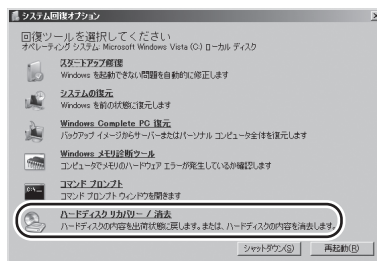 システム回復オプション
回復ツールを選択してください
オペレーティング システム: Microsoft Windows Vista (C:) ローカル ディスク
スタートアップ修復
Windows を起動できない問題を自動的に修正します
システムの復元
Windows を前の状態に復元します
Windows Complete PC 復元
バックアップ イメージからサーバーまたはパーソナル コンピュータ全体を復元します
Windows メモリ診断ツール
コンピュータでメモリのハードウェア エラーが発生しているか確認します
コマンド プロンプト
コマンド プロンプト ウィンドウを開きます
ハードディスク リカバリー / 消去
ハードディスクの内容を出荷状態に戻します。または、ハードディスクの内容を消去します。
シャットダウン(S)
再起動(R)